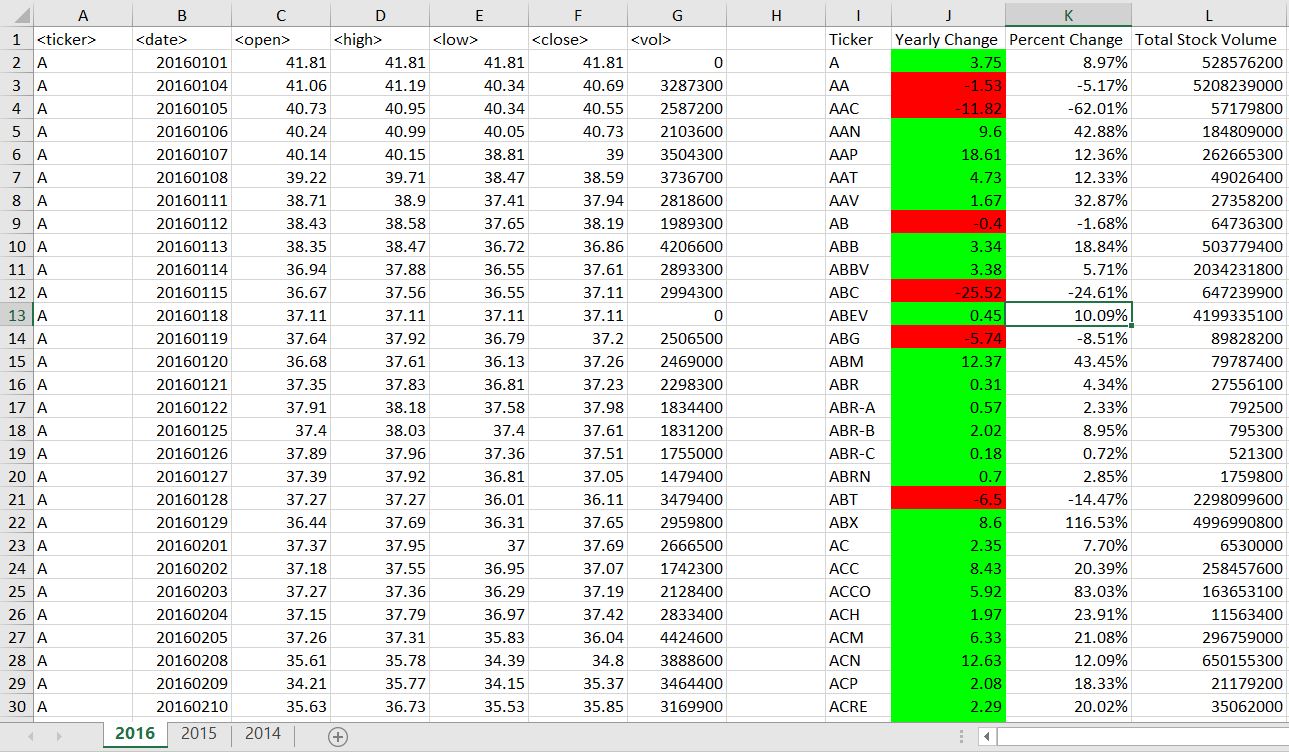 A B C D E F G H I J K L
1 <ticker> <date> <open> <high> <low> <close> <vol> Ticker Yearly Change Percent Change Total Stock Volume
2 A 20160101 41.81 41.81 41.81 41.81 0 A 3.75 8.97% 528576200
3 A 20160104 41.06 41.19 40.34 40.69 3287300 AA -1.53 -5.17% 5208239000
4 A 20160105 40.73 40.95 40.34 40.55 2587200 AAC -11.82 -62.01% 57179800
5 A 20160106 40.24 40.99 40.05 40.73 2103600 AAN 9.6 42.88% 184809000
6 A 20160107 40.14 40.15 38.81 39 3504300 AAP 18.61 12.36% 262665300
7 A 20160108 39.22 39.71 38.47 38.59 3736700 AAT 4.73 12.33% 49026400
8 A 20160111 38.71 38.9 37.41 37.94 2818600 AAV 1.67 32.87% 27358200
9 A 20160112 38.43 38.58 37.65 38.19 1989300 AB -0.4 -1.68% 64736300
10 A 20160113 38.35 38.47 36.72 36.86 4206600 ABB 3.34 18.84% 503779400
11 A 20160114 36.94 37.88 36.55 37.61 2893300 ABBV 3.38 5.71% 2034231800
12 A 20160115 36.67 37.56 36.55 37.11 2994300 ABC -25.52 -24.61% 647239900
13 A 20160118 37.11 37.11 37.11 37.11 0 ABEV 0.45 10.09% 4199335100
14 A 20160119 37.64 37.92 36.79 37.2 2506500 ABG -5.74 -8.51% 89828200
15 A 20160120 36.68 37.61 36.13 37.26 2469000 ABM 12.37 43.45% 79787400
16 A 20160121 37.35 37.83 36.81 37.23 2298300 ABR 0.31 4.34% 27556100
17 A 20160122 37.91 38.18 37.58 37.98 1834400 ABR-A 0.57 2.33% 792500
18 A 20160125 37.4 38.03 37.4 37.61 1831200 ABR-B 2.02 8.95% 795300
19 A 20160126 37.89 37.96 37.36 37.51 1755000 ABR-C 0.18 0.72% 521300
20 A 20160127 37.39 37.92 36.81 37.05 1479400 ABRN 0.7 2.85% 1759800
21 A 20160128 37.27 37.27 36.01 36.11 3479400 ABT -6.5 -14.47% 2298099600
22 A 20160129 36.44 37.69 36.31 37.65 2959800 ABX 8.6 116.53% 4996990800
23 A 20160201 37.37 37.95 37 37.69 2666500 AC 2.35 7.70% 6530000
24 A 20160202 37.18 37.55 36.95 37.07 1742300 ACC 8.43 20.39% 258457600
25 A 20160203 37.27 37.36 36.29 37.19 2128400 ACCO 5.92 83.03% 163653100
26 A 20160204 37.15 37.79 36.97 37.42 2833400 ACH 1.97 23.91% 11563400
27 A 20160205 37.26 37.31 35.83 36.04 4424600 ACM 6.33 21.08% 296759000
28 A 20160208 35.61 35.78 34.39 34.8 3888600 ACN 12.63 12.09% 650155300
29 A 20160209 34.21 35.77 34.15 35.37 3464400 ACP 2.08 18.33% 21179200
30 A 20160210 35.63 36.73 35.53 35.85 3169900 ACRE 2.29 20.02% 35062000
2016 2015 2014